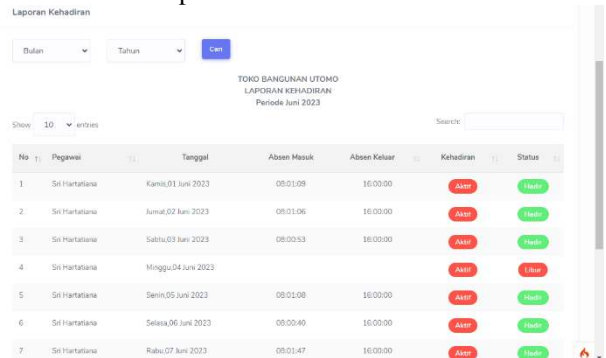 Laporan Kehadiran
Bulan Tahun Cari
TOKO BANGUNAN UTOMO
LAPORAN KEHADIRAN
Periode Juni 2023
Show 10 entries Search:
No Pegawai Tanggal Absen Masuk Absen Keluar Kehadiran Status
1 Sri Hartatiana Kamis,01 Juni 2023 08:01:09 16:00:00 Aktif Hadir
2 Sri Hartatiana Jumat,02 Juni 2023 08:01:06 16:00:00 Aktif Hadir
3 Sri Hartatiana Sabtu,03 Juni 2023 08:00:53 16:00:00 Aktif Hadir
4 Sri Hartatiana Minggu,04 Juni 2023 Aktif Libur
5 Sri Hartatiana Senin,05 Juni 2023 08:01:08 16:00:00 Aktif Hadir
6 Sri Hartatiana Selasa,06 Juni 2023 08:00:40 16:00:00 Aktif Hadir
7 Sri Hartatiana Rabu,07 Juni 2023 08:01:47 16:00:00 Aktif Hadir